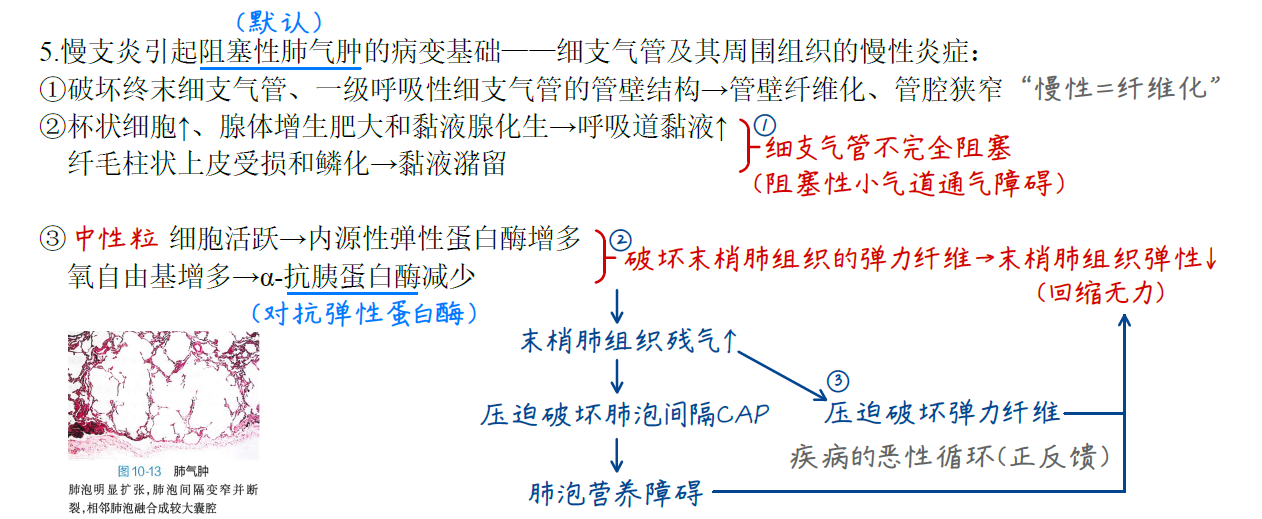 (默认)
5.慢支炎引起阻塞性肺气肿的病变基础——细支气管及其周围组织的慢性炎症：
①破坏终末细支气管、一级呼吸性细支气管的管壁结构→管壁纤维化、管腔狭窄 “慢性=纤维化”
②杯状细胞↑、腺体增生肥大和黏液腺化生→呼吸道黏液↑
纤毛柱状上皮受损和鳞化→黏液潴留
①
细支气管不完全阻塞
(阻塞性小气道通气障碍)
③中性粒 细胞活跃→内源性弹性蛋白酶增多
氧自由基增多→α-抗胰蛋白酶减少
(对抗弹性蛋白酶)
②
破坏末梢肺组织的弹力纤维→末梢肺组织弹性↓
(回缩无力)
末梢肺组织残气↑
③
压迫破坏肺泡间隔CAP
压迫破坏弹力纤维
疾病的恶性循环(正反馈)
肺泡营养障碍
图10-13 肺气肿
肺泡明显扩张，肺泡间隔变窄并断
裂，相邻肺泡融合成较大囊腔